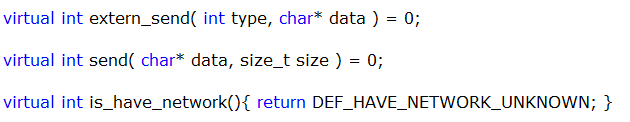 virtual int extern_send( int type, char* data ) = 0;
virtual int send( char* data, size_t size ) = 0;
virtual int is_have_network(){ return DEF_HAVE_NETWORK_UNKNOWN; }